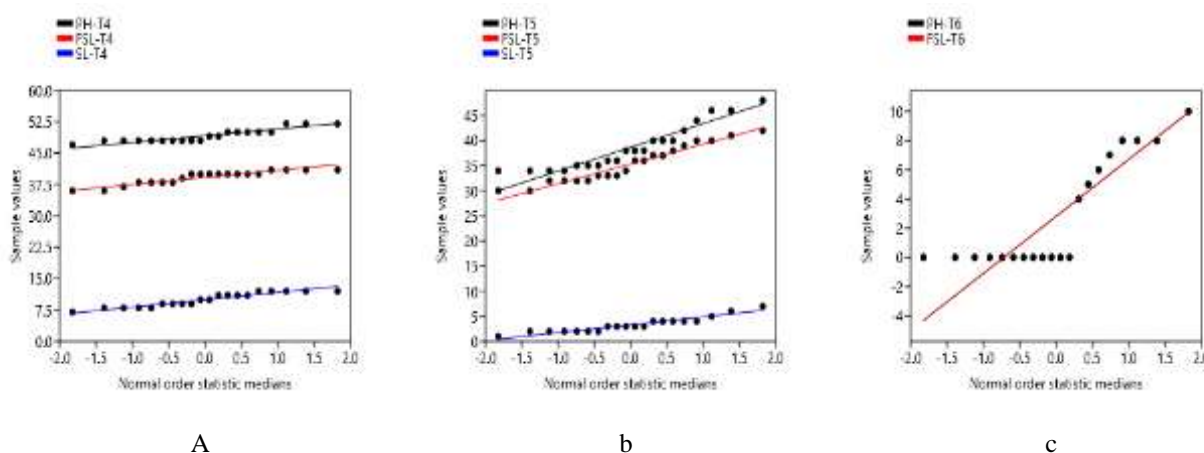 PH-T4
FSL-T4
SL-T4
60.0
52.5
45.0
37.5
30.0
22.5
15.0
7.5
0.0
Sample values
-2.0 -1.5 -1.0 -0.5 0.0 0.5 1.0 1.5 2.0
Normal order statistic medians
A
PH-T5
FSL-T5
SL-T5
45
40
35
30
25
20
15
10
5
0
Sample values
-2.0 -1.5 -1.0 -0.5 0.0 0.5 1.0 1.5 2.0
Normal order statistic medians
b
PH-T6
FSL-T6
10
8
6
4
2
0
-2
-4
Sample values
-2.0 -1.5 -1.0 -0.5 0.0 0.5 1.0 1.5 2.0
Normal order statistic medians
c